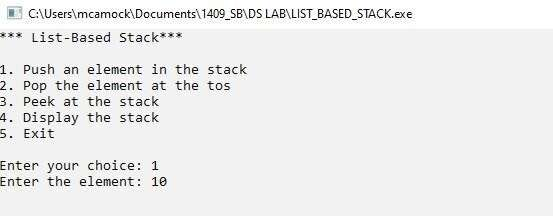 C:\Users\mcamock\Documents\1409_SB\DS LAB\LIST_BASED_STACK.exe
*** List-Based Stack***
1. Push an element in the stack
2. Pop the element at the tos
3. Peek at the stack
4. Display the stack
5. Exit
Enter your choice: 1
Enter the element: 10